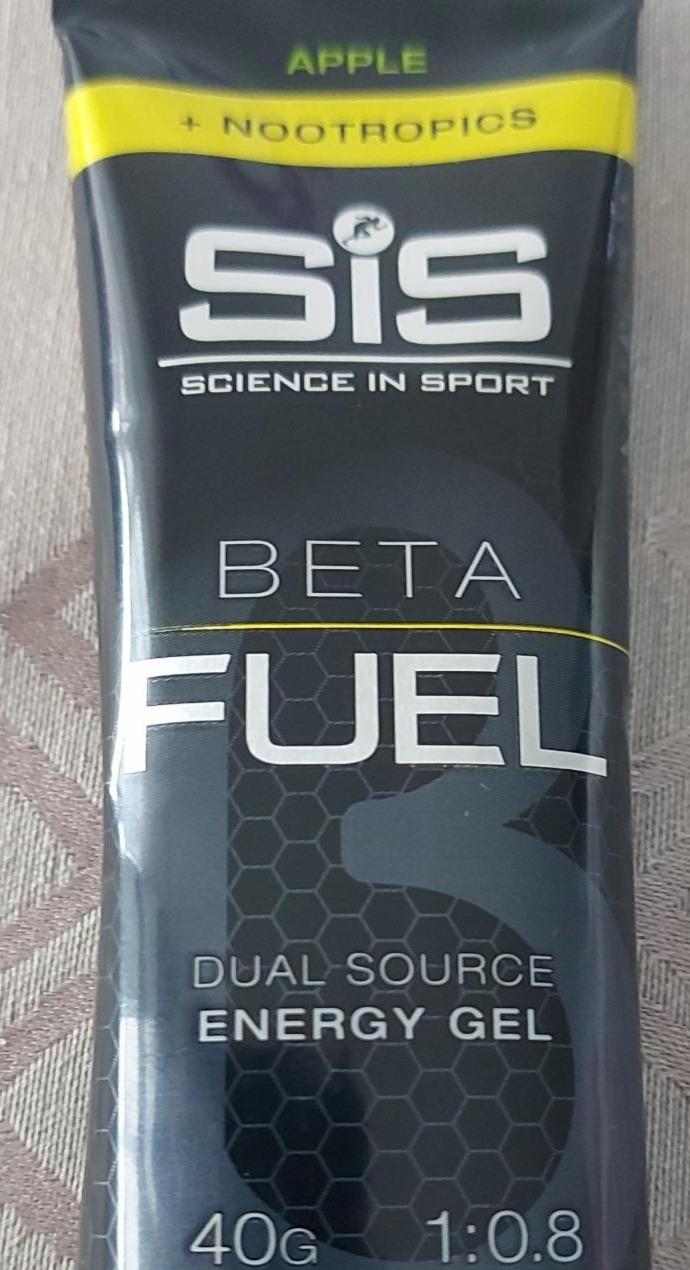 APPLE
+ NOOTROPICS
SiS
SCIENCE IN SPORT
BETA
FUEL
DUAL SOURCE
ENERGY GEL
40G 1:0.8